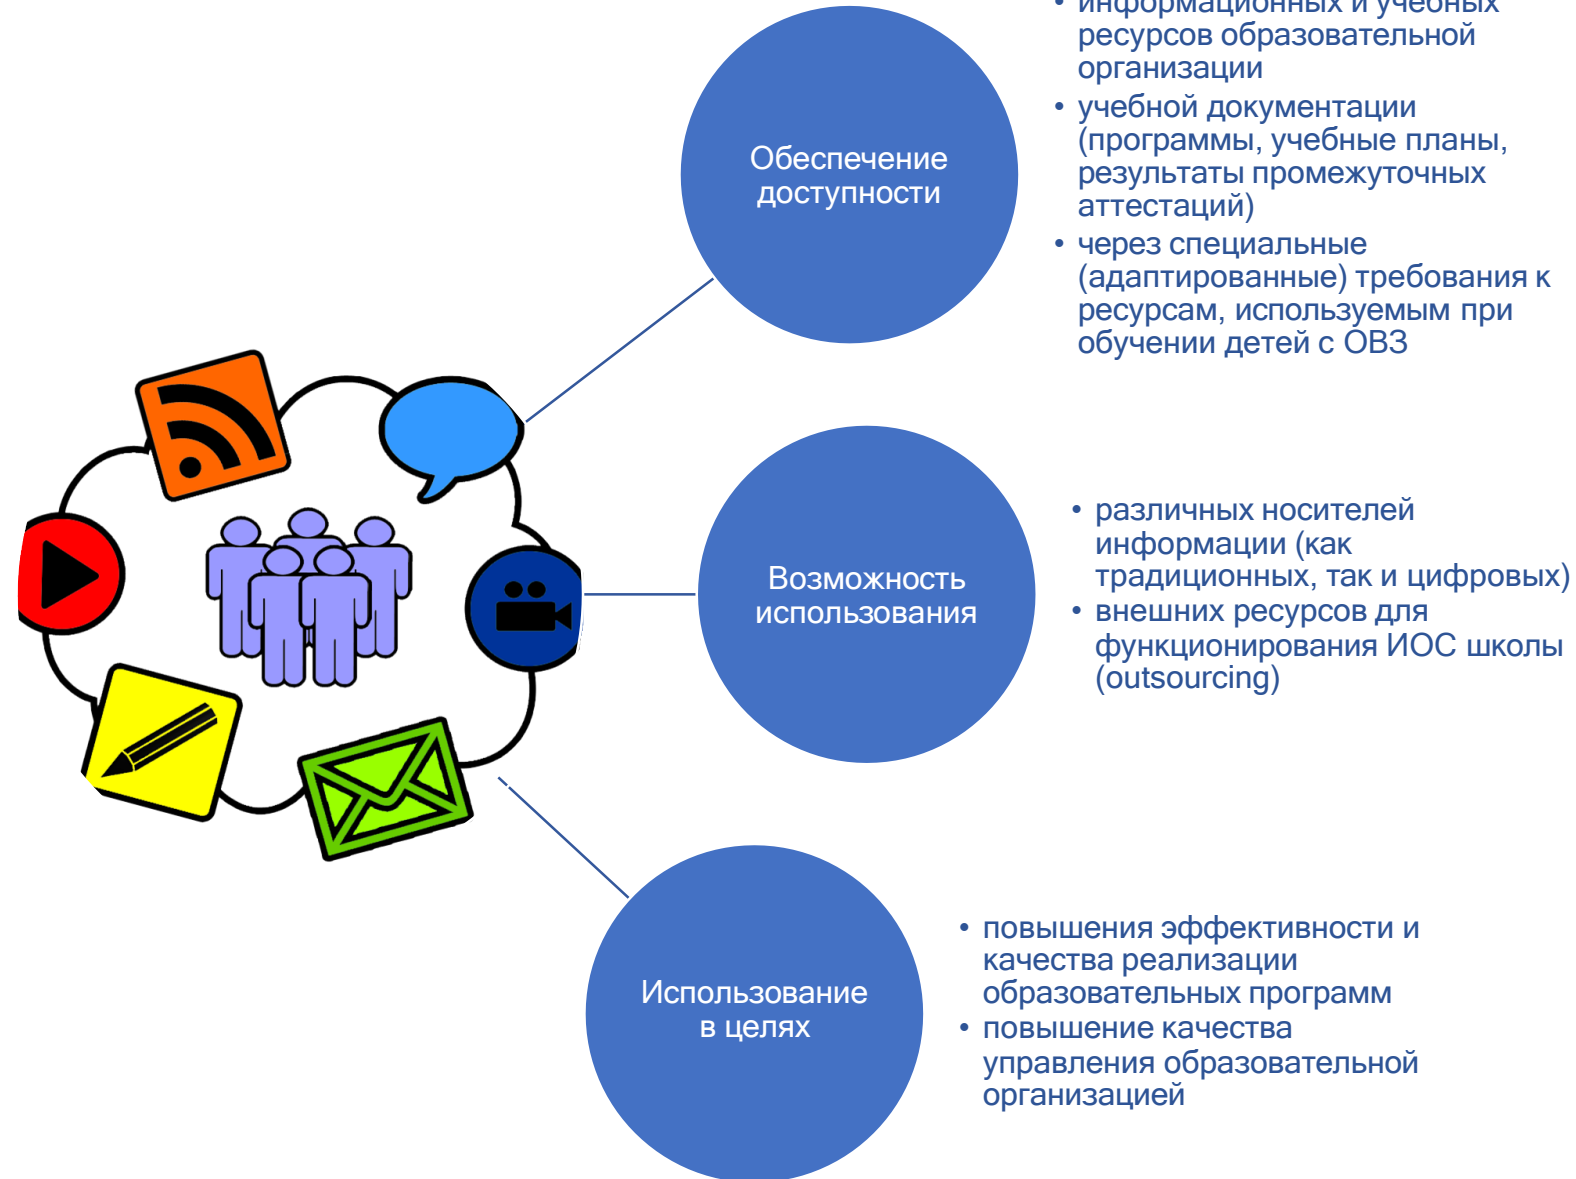 Обеспечение
доступности
• информационных и учебных
ресурсов образовательной
организации
• учебной документации
(программы, учебные планы,
результаты промежуточных
аттестаций)
• через специальные
(адаптированные) требования к
ресурсам, используемым при
обучении детей с ОВЗ
Возможность
использования
• различных носителей
информации (как
традиционных, так и цифровых)
• внешних ресурсов для
функционирования ИОС школы
(outsourcing)
Использование
в целях
• повышения эффективности и
качества реализации
образовательных программ
• повышение качества
управления образовательной
организацией